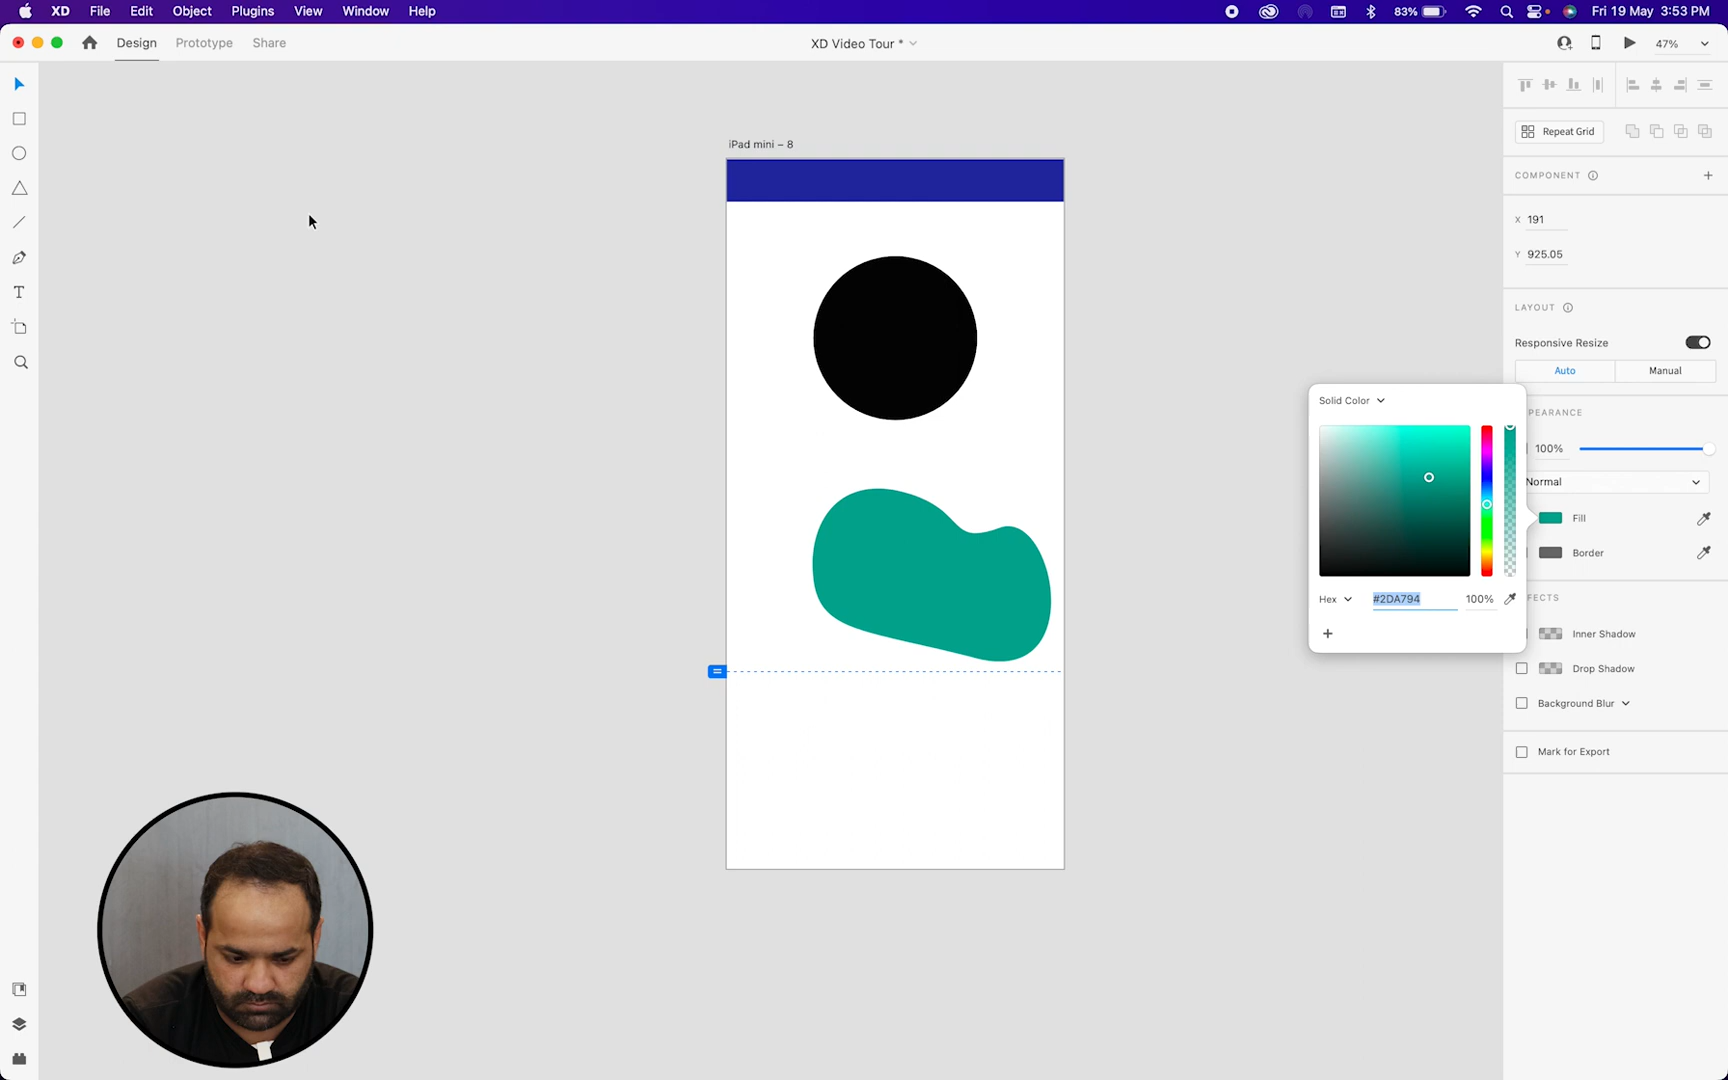 XD File Edit Object Plugins View Window Help 83% Fri 19 May 3:53 PM
Design Prototype Share XD Video Tour * 47%
iPad mini – 8
Repeat Grid
COMPONENT
X 191
Y 925.05
LAYOUT
Responsive Resize
Auto Manual
PEARANCE
100%
Normal
Fill
Border
FECTS
Inner Shadow
Drop Shadow
Background Blur
Mark for Export
Solid Color
Hex #2DA794 100%